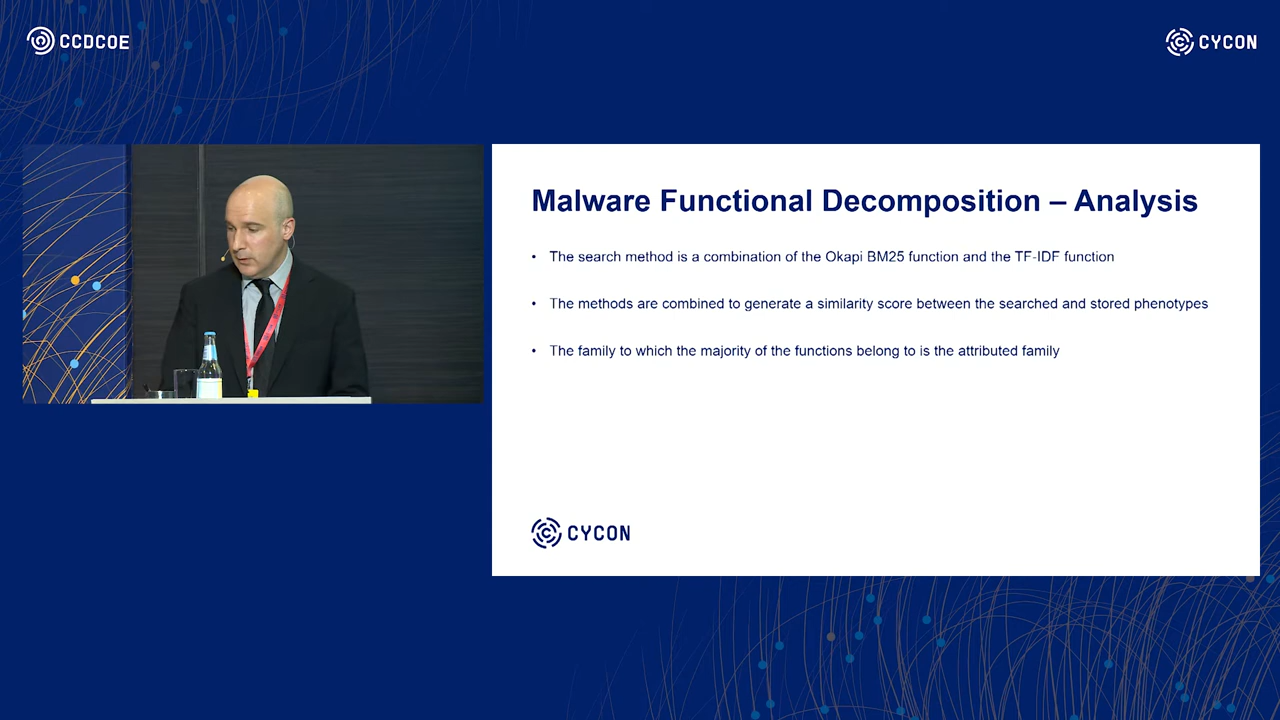 CCDCOE
CYCON
Malware Functional Decomposition – Analysis
• The search method is a combination of the Okapi BM25 function and the TF-IDF function
• The methods are combined to generate a similarity score between the searched and stored phenotypes
• The family to which the majority of the functions belong to is the attributed family
CYCON